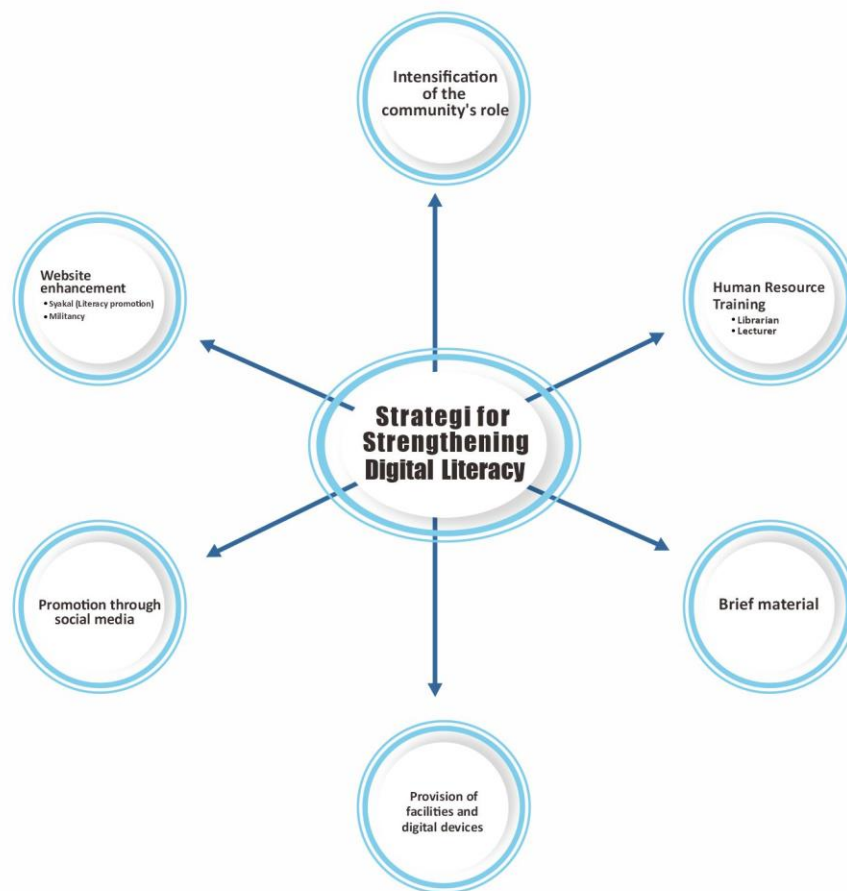 Intensification
of the
community's role
Website
enhancement
• Syakal (Literacy promotion)
• Militancy
Human Resource
Training
• Librarian
• Lecturer
Strategi for
Strengthening
Digital Literacy
Promotion through
social media
Brief material
Provision of
facilities and
digital devices